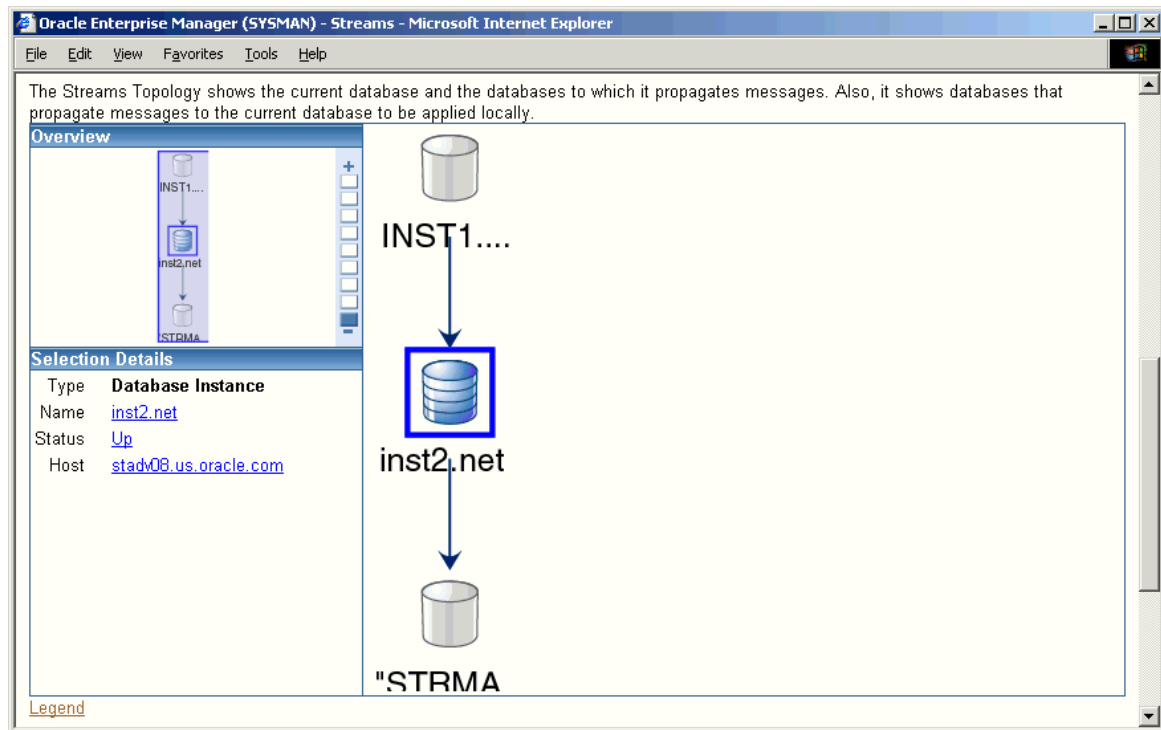 Oracle Enterprise Manager (SYSMAN) - Streams - Microsoft Internet Explorer
File Edit View Favorites Tools Help
The Streams Topology shows the current database and the databases to which it propagates messages. Also, it shows databases that
propagate messages to the current database to be applied locally.
Overview
INST1....
inst2.net
"STRMA
Selection Details
Type Database Instance
Name inst2.net
Status Up
Host stadv08.us.oracle.com
INST1....
inst2.net
"STRMA
Legend